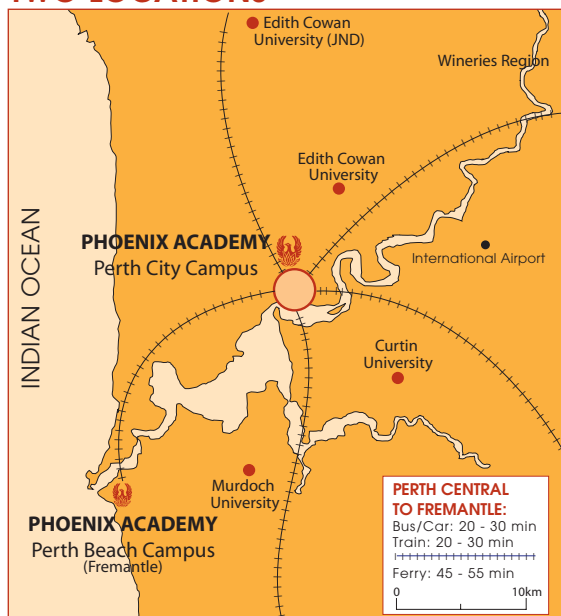 Edith Cowan
University (JND)
Wineries Region
Edith Cowan
University
INDIAN OCEAN
PHOENIX ACADEMY
Perth City Campus
International Airport
Curtin
University
Murdoch
University
PHOENIX ACADEMY
Perth Beach Campus
(Fremantle)
PERTH CENTRAL
TO FREMANTLE:
Bus/Car: 20 - 30 min
Train: 20 - 30 min
Ferry: 45 - 55 min
0 10km